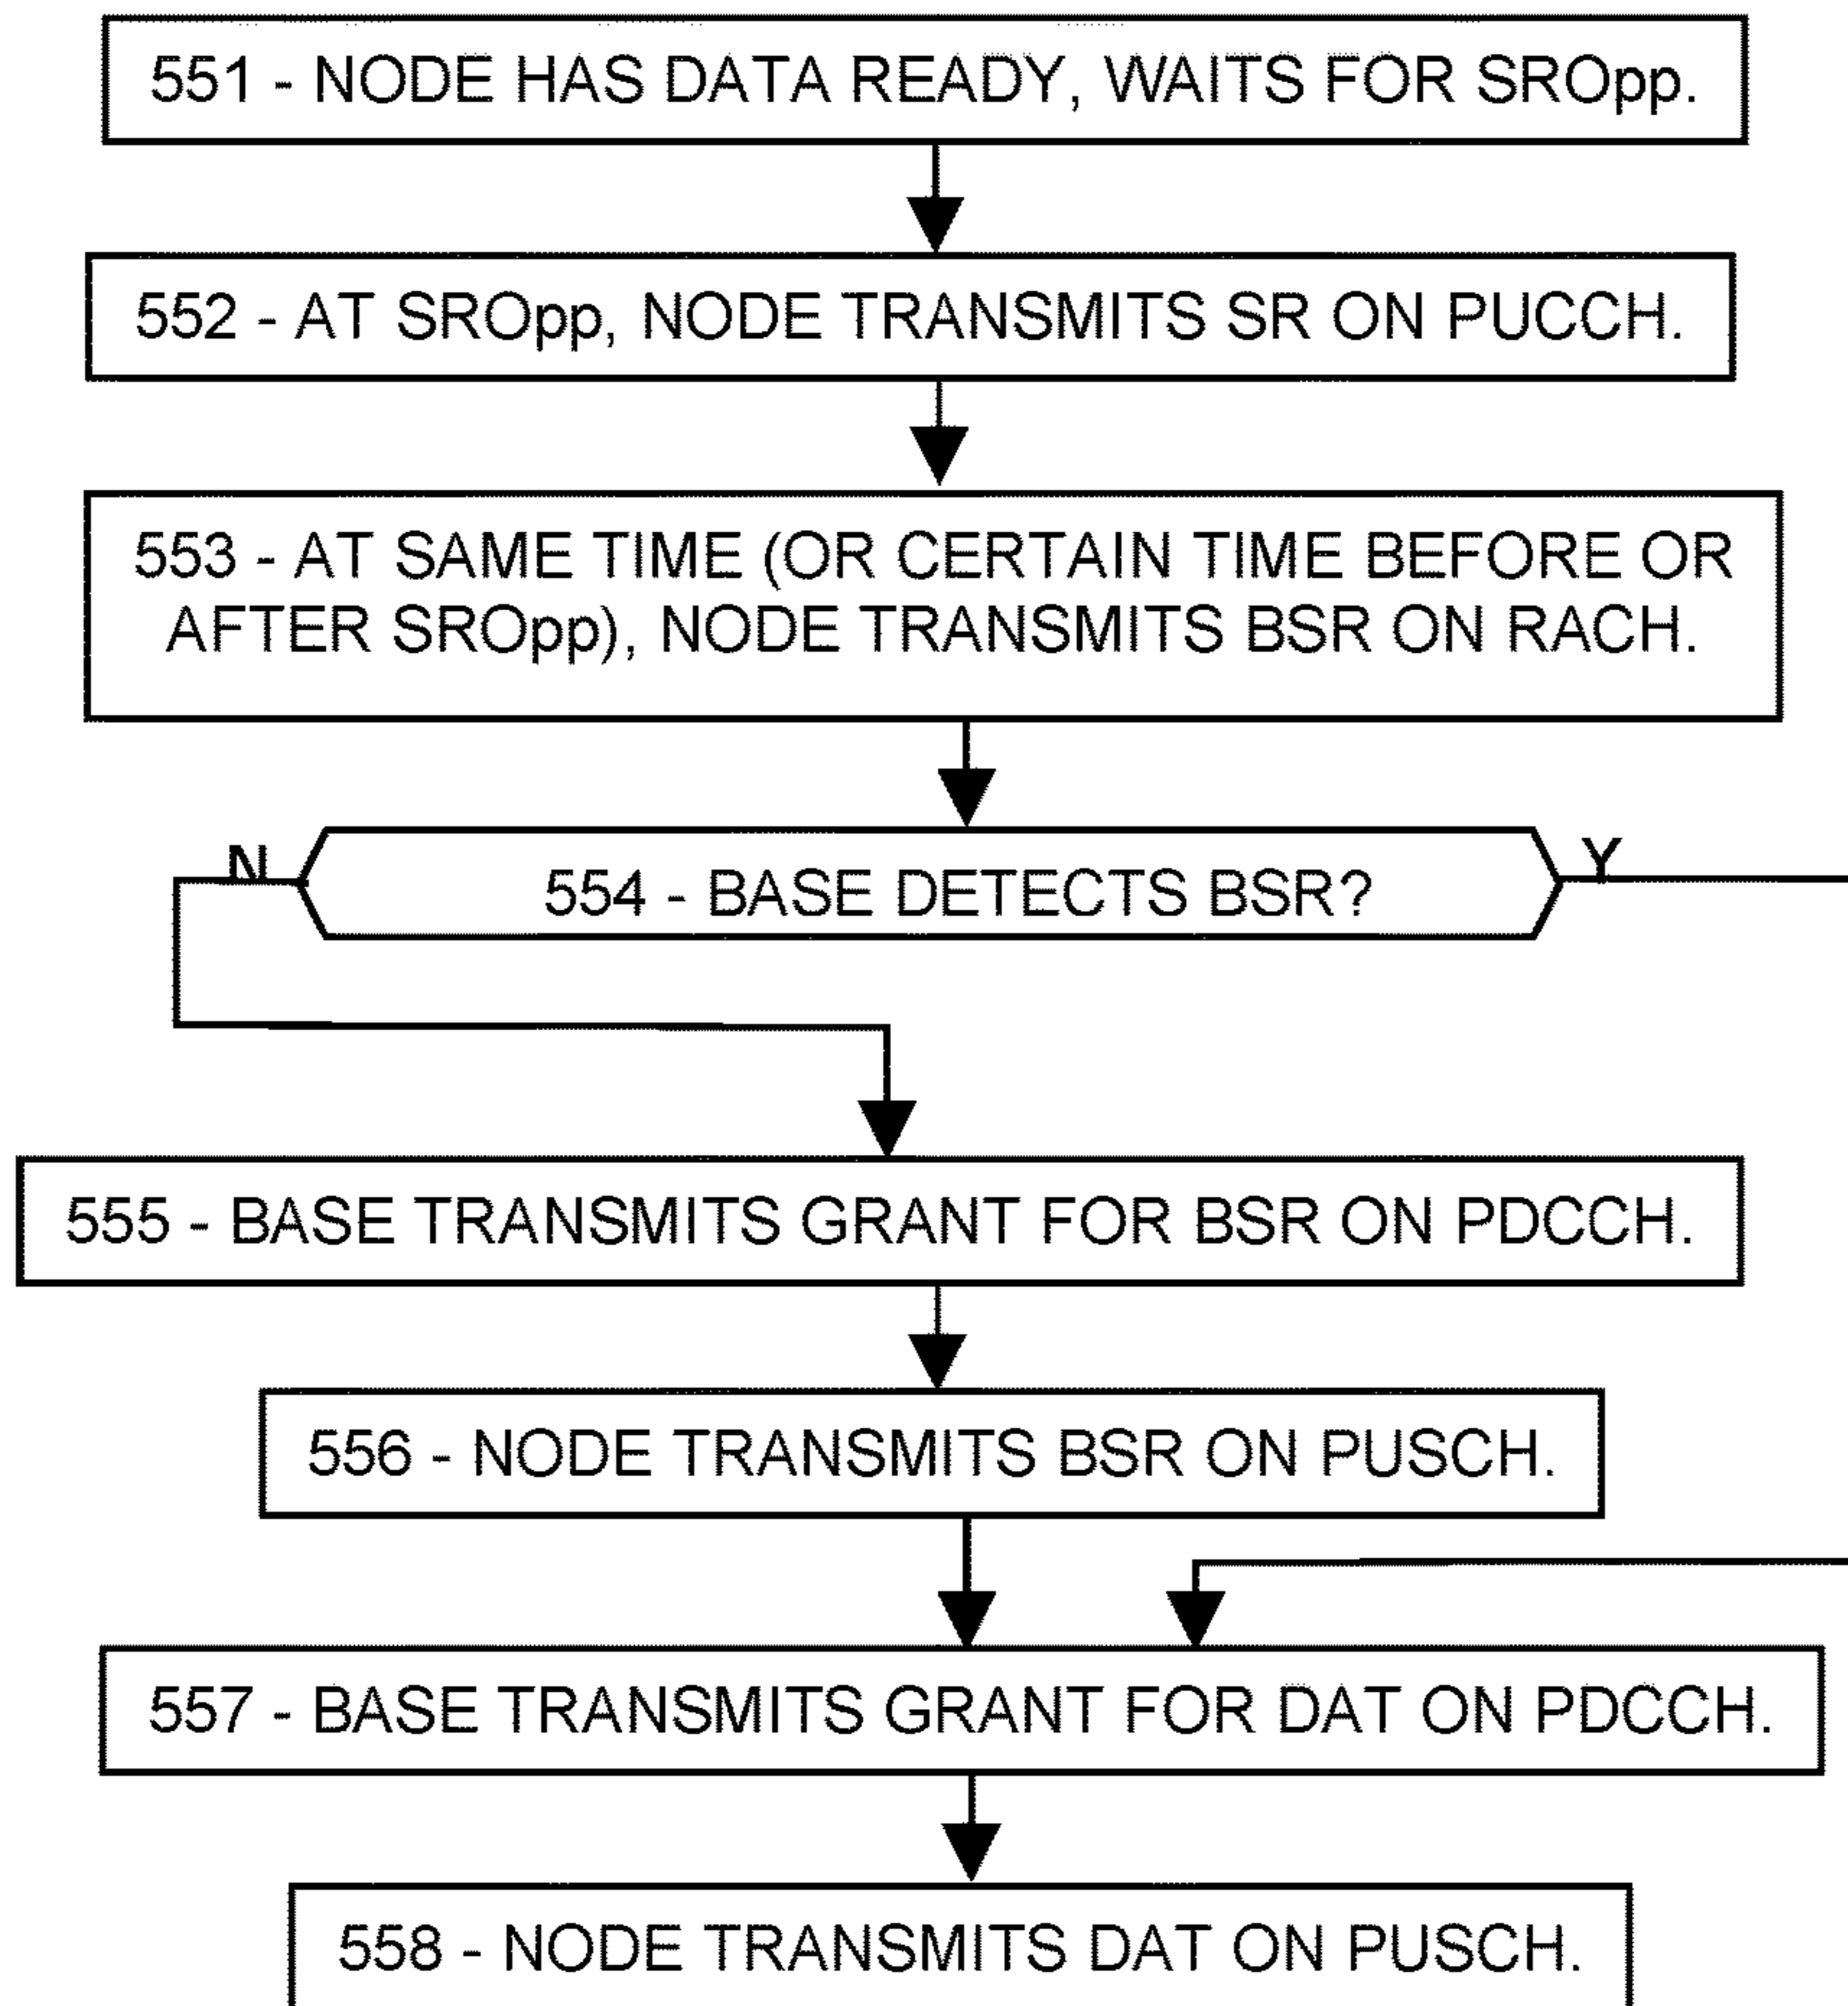 551 - NODE HAS DATA READY, WAITS FOR SROpp.
552 - AT SROpp, NODE TRANSMITS SR ON PUCCH.
553 - AT SAME TIME (OR CERTAIN TIME BEFORE OR
AFTER SROpp), NODE TRANSMITS BSR ON RACH.
N
Y
554 - BASE DETECTS BSR?
555 - BASE TRANSMITS GRANT FOR BSR ON PDCCH.
556 - NODE TRANSMITS BSR ON PUSCH.
557 - BASE TRANSMITS GRANT FOR DAT ON PDCCH.
558 - NODE TRANSMITS DAT ON PUSCH.